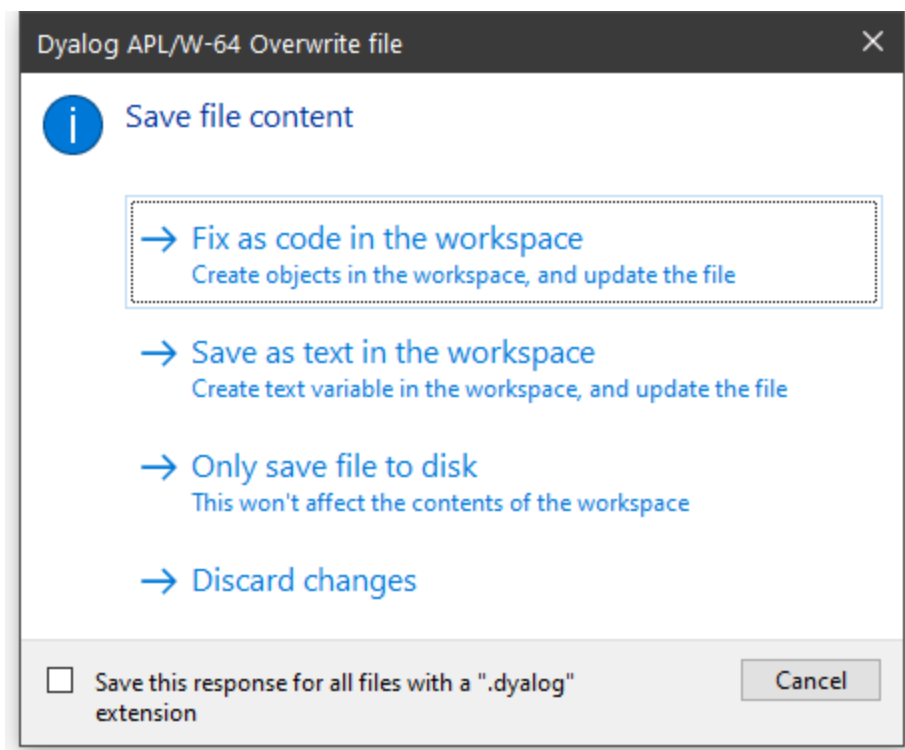 Dyalog APL/W-64 Overwrite file
Save file content
Fix as code in the workspace
Create objects in the workspace, and update the file
Save as text in the workspace
Create text variable in the workspace, and update the file
Only save file to disk
This won't affect the contents of the workspace
Discard changes
Save this response for all files with a ".dyalog"
extension
Cancel